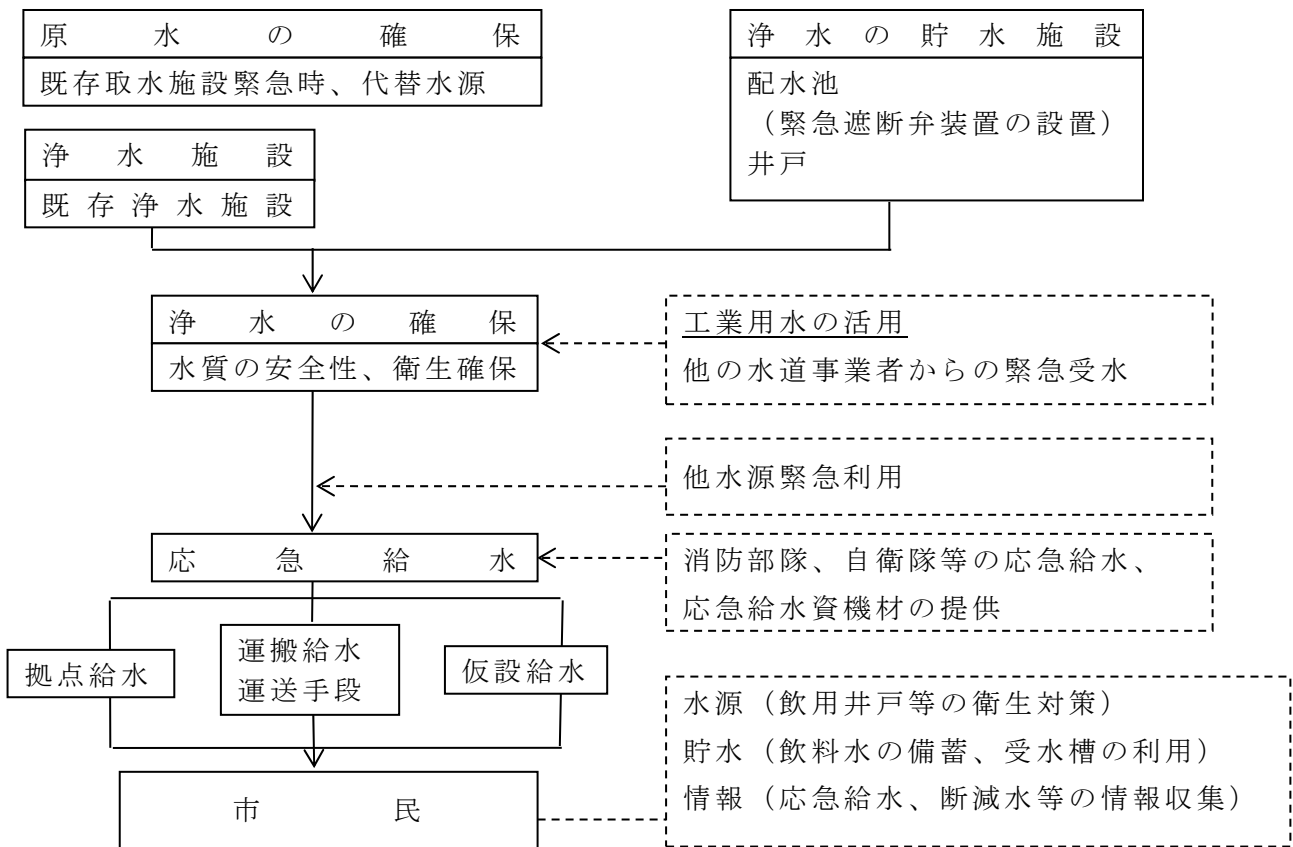 原水の確保
既存取水施設緊急時、代替水源
浄水施設
既存浄水施設
浄水の貯水施設
配水池
（緊急遮断弁装置の設置）
井戸
浄水の確保
水質の安全性、衛生確保
工業用水の活用
他の水道事業者からの緊急受水
他水源緊急利用
応急給水
消防部隊、自衛隊等の応急給水、
応急給水資機材の提供
拠点給水
運搬給水
運送手段
仮設給水
市民
水源（飲用井戸等の衛生対策）
貯水（飲料水の備蓄、受水槽の利用）
情報（応急給水、断減水等の情報収集）